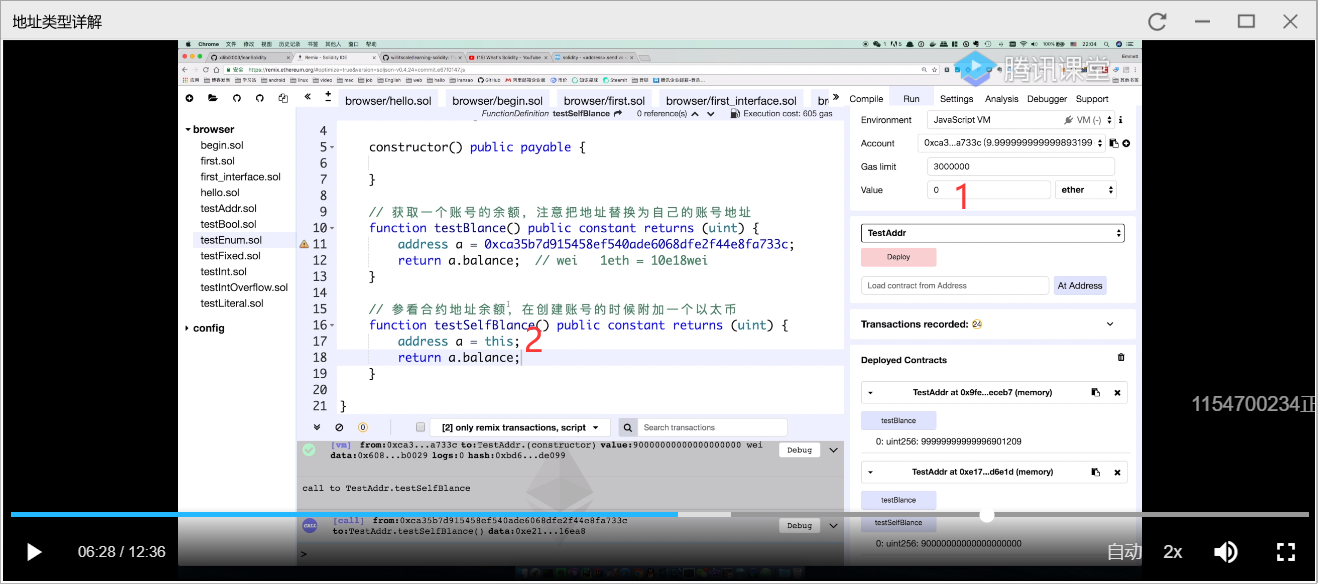 地址类型详解
Chrome 文件 修改 视图 历史记录 书签 其他人 窗口 帮助
腾讯课堂
browser/hello.sol browser/begin.sol browser/first.sol browser/first_interface.sol br
Compile Run Settings Analysis Debugger Support
FunctionDefinition testSelfBlance 0 reference(s) Execution cost: 605 gas
browser
begin.sol
first.sol
first_interface.sol
hello.sol
testAddr.sol
testBool.sol
testEnum.sol
testFixed.sol
testInt.sol
testIntOverflow.sol
testLiteral.sol
config
4
5 constructor() public payable {
6
7 }
8
9 // 获取一个账号的余额，注意把地址替换为自己的账号地址
10 function testBlance() public constant returns (uint) {
11 address a = 0xca35b7d915458ef540ade6068dfe2f44e8fa733c;
12 return a.balance; // wei 1eth = 10e18wei
13 }
14
15 // 参看合约地址余额，在创建账号的时候附加一个以太币
16 function testSelfBlance() public constant returns (uint) {
17 address a = this;
18 return a.balance;
19 }
20
21 }
2
[2] only remix transactions, script Search transactions
0
[vm] from:0xca3...a733c to:TestAddr.(constructor) value:90000000000000000000 wei
data:0x608...b0029 logs:0 hash:0xbd6...de099
Debug
call to TestAddr.testSelfBlance
[call] from:0xca35b7d915458ef540ade6068dfe2f44e8fa733c
to:TestAddr.testSelfBlance() data:0xe21...16ea8
Debug
>
Environment JavaScript VM VM (-)
Account 0xca3...a733c (9.9999999999999893199
Gas limit 3000000
Value 0 ether
1
TestAddr
Deploy
Load contract from Address At Address
Transactions recorded: 24
Deployed Contracts
TestAddr at 0x9fe...eceb7 (memory)
testBlance
0: uint256: 99999999999996901209
TestAddr at 0xe17...d6e1d (memory)
testBlance
testSelfBlance
0: uint256: 90000000000000000000
1154700234正
06:28 / 12:36
自动 2x